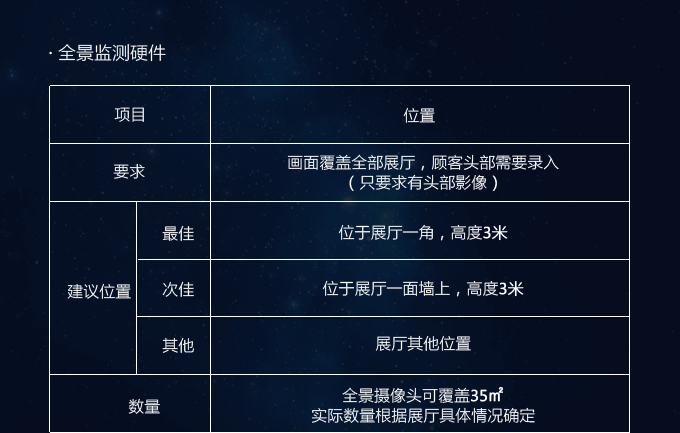 · 全景监测硬件
项目
位置
要求
画面覆盖全部展厅，顾客头部需要录入
（只要求有头部影像）
建议位置
最佳
位于展厅一角，高度3米
次佳
位于展厅一面墙上，高度3米
其他
展厅其他位置
数量
全景摄像头可覆盖35㎡
实际数量根据展厅具体情况确定